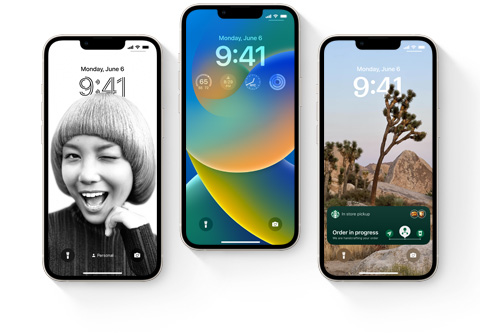 Monday, June 6
9:41
Personal
Monday, June 6
9:41
65
Monday, June 6
9:41
In-store pickup
Order in progress
We are handcrafting your order